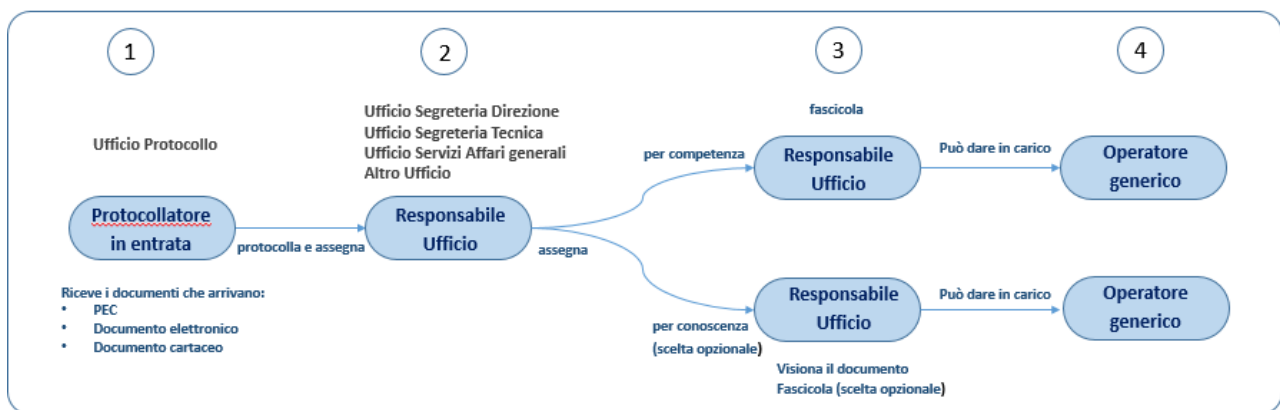 1
2
3
4
Ufficio Protocollo
Ufficio Segreteria Direzione
Ufficio Segreteria Tecnica
Ufficio Servizi Affari generali
Altro Ufficio
fascicola
Protocollatore
in entrata
protocolla e assegna
Responsabile
Ufficio
assegna
per competenza
Responsabile
Ufficio
Può dare in carico
Operatore
generico
per conoscenza
(scelta opzionale)
Responsabile
Ufficio
Può dare in carico
Operatore
generico
Riceve i documenti che arrivano:
• PEC
• Documento elettronico
• Documento cartaceo
Visiona il documento
Fascicola (scelta opzionale)